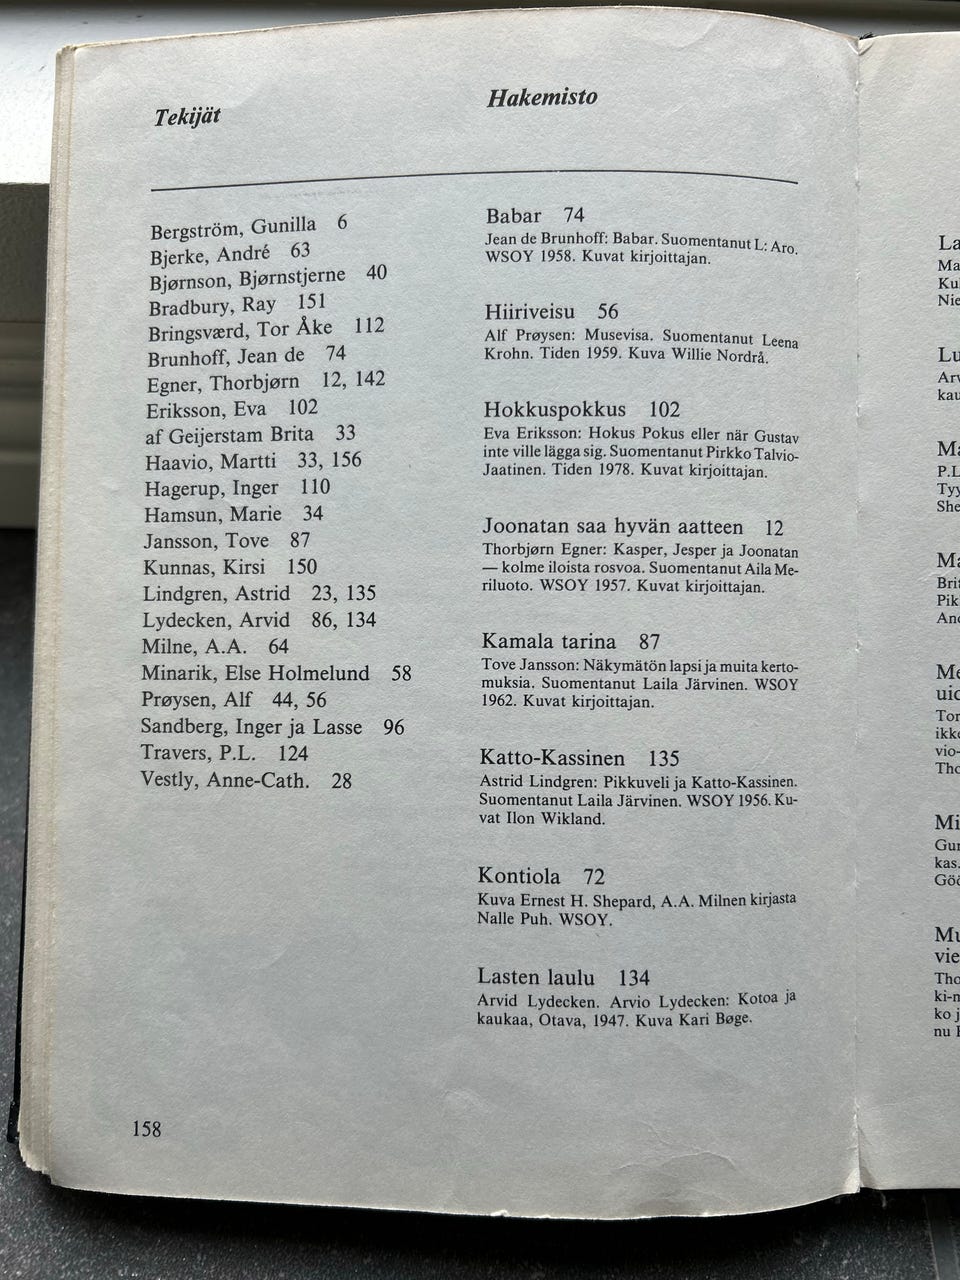 Tekijät
Bergström, Gunilla 6
Bjerke, André 63
Bjørnson, Bjørnstjerne 40
Bradbury, Ray 151
Bringsværd, Tor Åke 112
Brunhoff, Jean de 74
Egner, Thorbjørn 12, 142
Eriksson, Eva 102
af Geijerstam Brita 33
Haavio, Martti 33, 156
Hagerup, Inger 110
Hamsun, Marie 34
Jansson, Tove 87
Kunnas, Kirsi 150
Lindgren, Astrid 23, 135
Lydecken, Arvid 86, 134
Milne, A.A. 64
Minarik, Else Holmelund 58
Prøysen, Alf 44, 56
Sandberg, Inger ja Lasse 96
Travers, P.L. 124
Vestly, Anne-Cath. 28
Hakemisto
Babar 74
Jean de Brunhoff: Babar. Suomentanut L: Aro.
WSOY 1958. Kuvat kirjoittajan.
Hiiriveisu 56
Alf Prøysen: Musevisa. Suomentanut Leena
Krohn. Tiden 1959. Kuva Willie Nordrå.
Hokkuspokkus 102
Eva Eriksson: Hokus Pokus eller när Gustav
inte ville lägga sig. Suomentanut Pirkko Talvio-
Jaatinen. Tiden 1978. Kuvat kirjoittajan.
Joonatan saa hyvän aatteen 12
Thorbjørn Egner: Kasper, Jesper ja Joonatan
— kolme iloista rosvoa. Suomentanut Aila Me-
riluoto. WSOY 1957. Kuvat kirjoittajan.
Kamala tarina 87
Tove Jansson: Näkymätön lapsi ja muita kerto-
muksia. Suomentanut Laila Järvinen. WSOY
1962. Kuvat kirjoittajan.
Katto-Kassinen 135
Astrid Lindgren: Pikkuveli ja Katto-Kassinen.
Suomentanut Laila Järvinen. WSOY 1956. Ku-
vat Ilon Wikland.
Kontiola 72
Kuva Ernest H. Shepard, A.A. Milnen kirjasta
Nalle Puh. WSOY.
Lasten laulu 134
Arvid Lydecken. Arvio Lydecken: Kotoa ja
kaukaa, Otava, 1947. Kuva Kari Bøge.
158